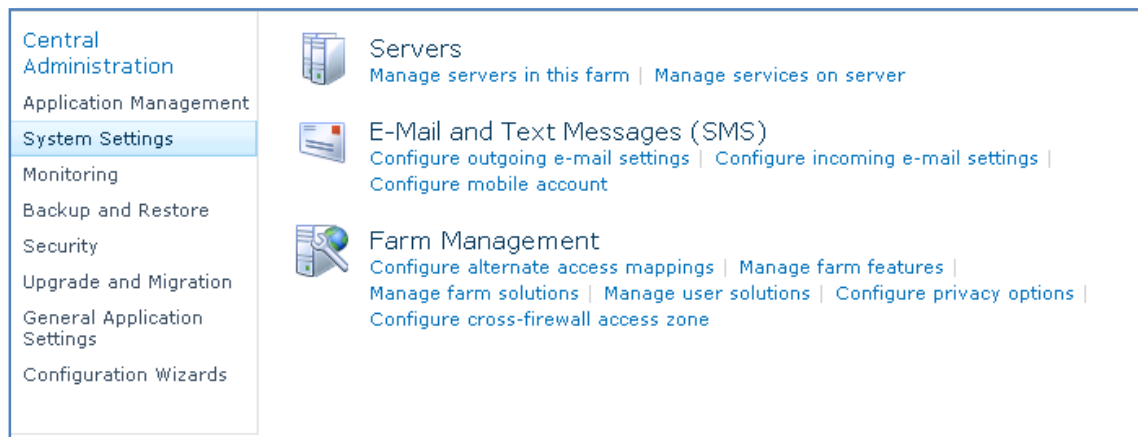 Central
Administration
Application Management
System Settings
Monitoring
Backup and Restore
Security
Upgrade and Migration
General Application
Settings
Configuration Wizards
Servers
Manage servers in this farm | Manage services on server
E-Mail and Text Messages (SMS)
Configure outgoing e-mail settings | Configure incoming e-mail settings |
Configure mobile account
Farm Management
Configure alternate access mappings | Manage farm features |
Manage farm solutions | Manage user solutions | Configure privacy options |
Configure cross-firewall access zone